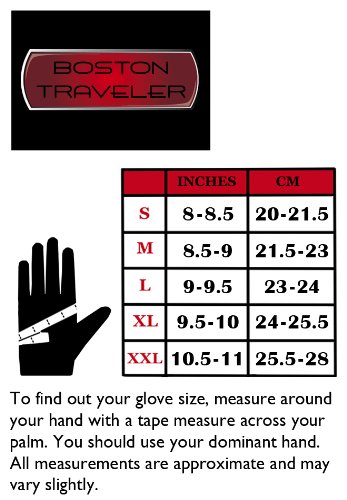 BOSTON
TRAVELER
INCHES CM
S 8-8.5 20-21.5
M 8.5-9 21.5-23
L 9-9.5 23-24
XL 9.5-10 24-25.5
XXL 10.5-11 25.5-28
To find out your glove size, measure around
your hand with a tape measure across your
palm. You should use your dominant hand.
All measurements are approximate and may
vary slightly.